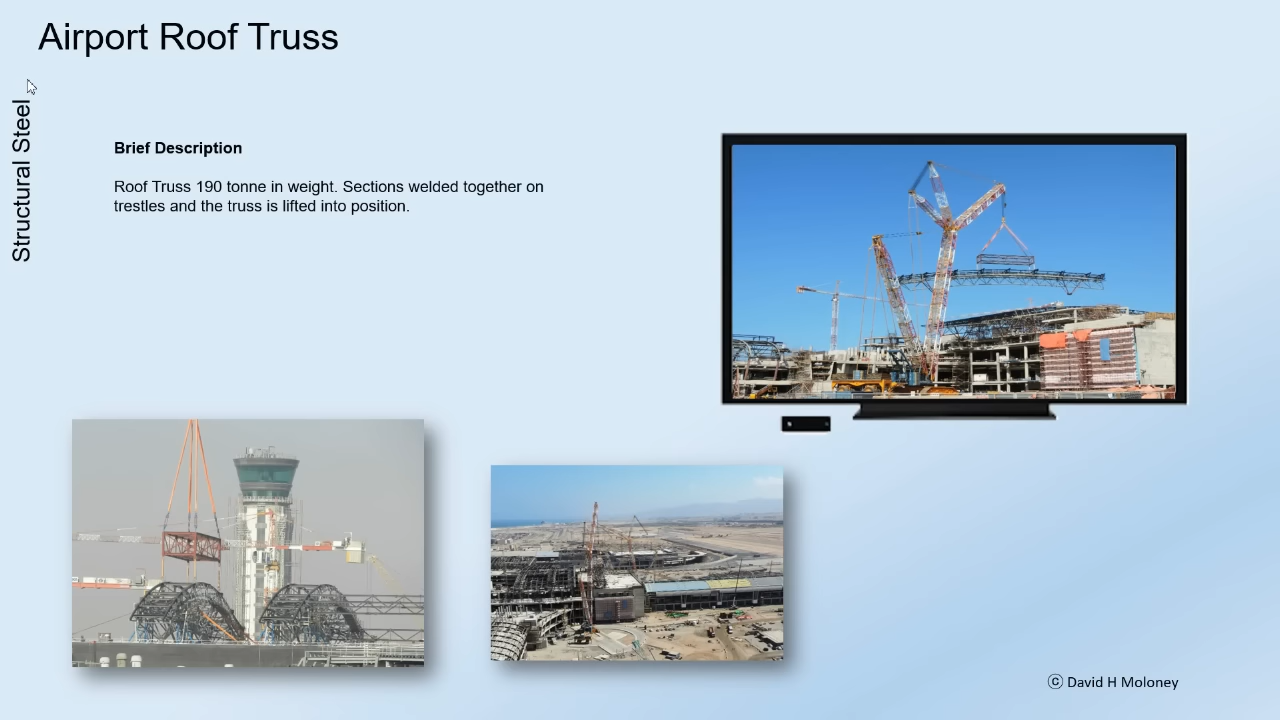 Airport Roof Truss
Structural Steel
Brief Description
Roof Truss 190 tonne in weight. Sections welded together on
trestles and the truss is lifted into position.
© David H Moloney